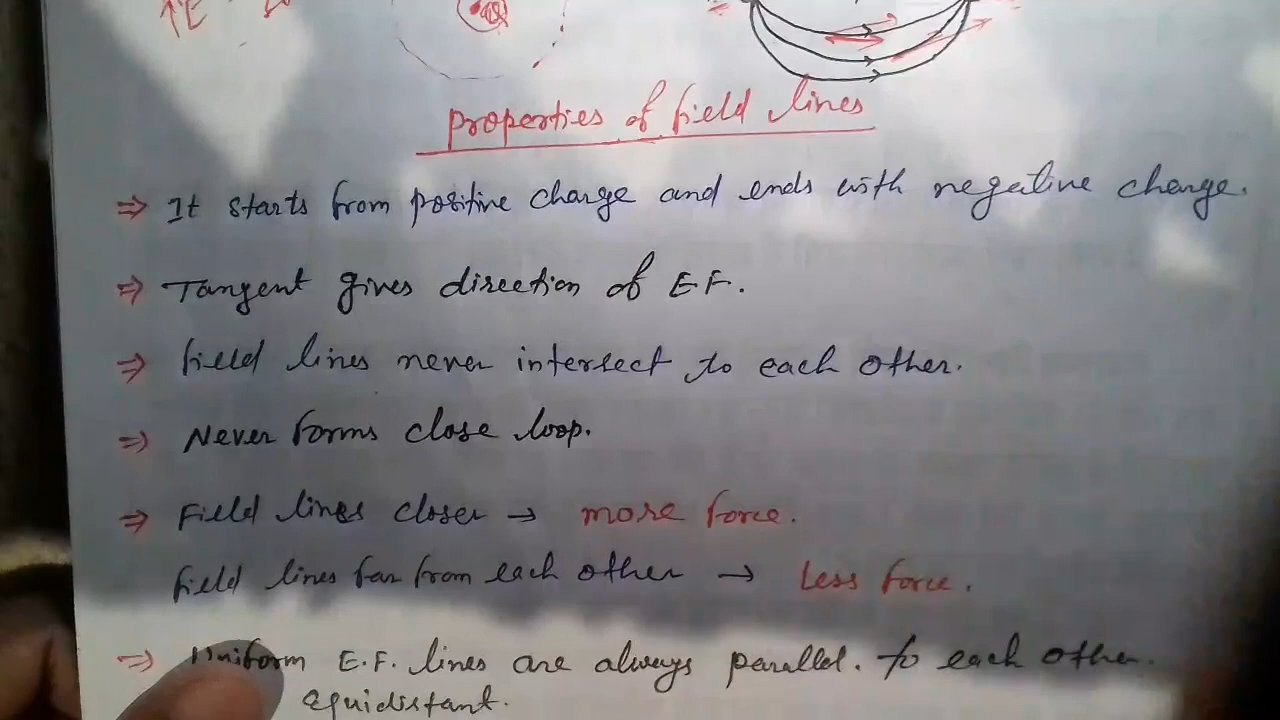 ↑E
Properties of field lines
⇒ It starts from positive charge and ends with negative charge.
⇒ Tangent gives direction of E.F.
⇒ field lines never intersect to each other.
⇒ Never forms close loop.
⇒ Field lines closer → more force.
field lines far from each other → Less force.
⇒ Uniform E.F. lines are always parallel. to each other.
equidistant.